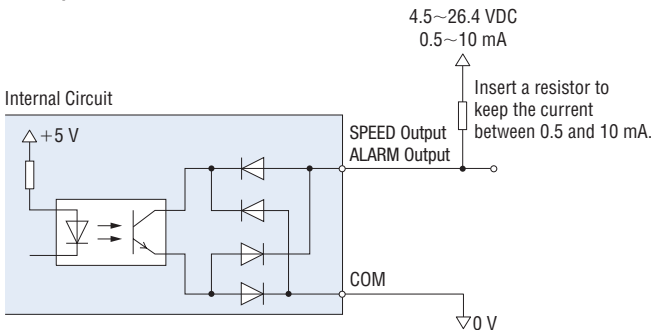 4.5～26.4 VDC
0.5～10 mA
Insert a resistor to
keep the current
between 0.5 and 10 mA.
Internal Circuit
+5 V
SPEED Output
ALARM Output
COM
0 V